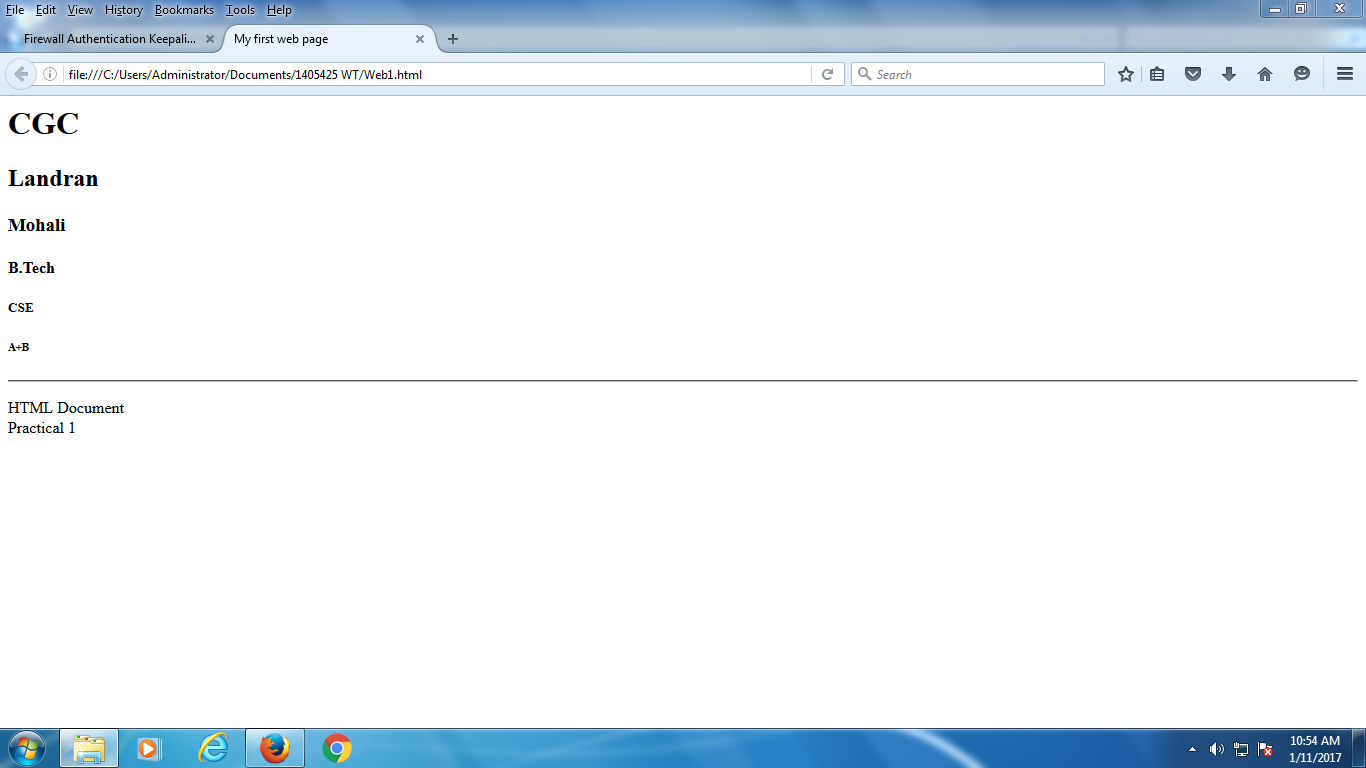 File Edit View History Bookmarks Tools Help
Firewall Authentication Keepali... My first web page
file:///C:/Users/Administrator/Documents/1405425 WT/Web1.html Search
CGC
Landran
Mohali
B.Tech
CSE
A+B
HTML Document
Practical 1
10:54 AM
1/11/2017